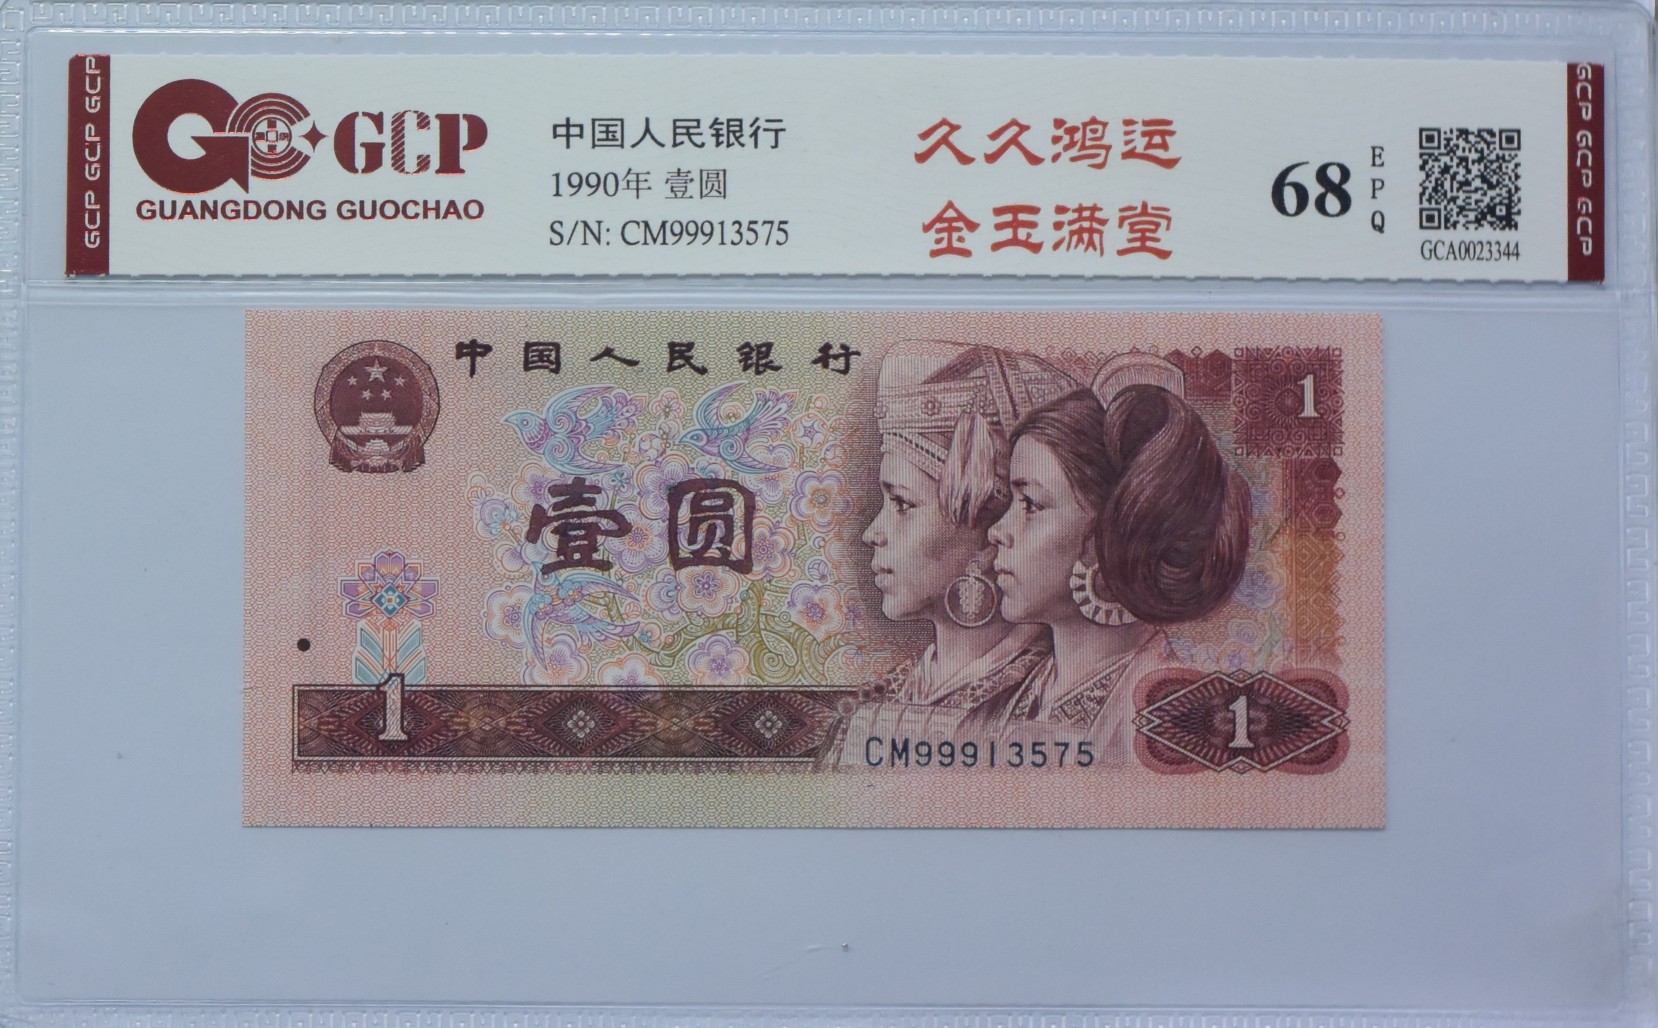 GCP GCP GCP
GCP
GUANGDONG GUOCHAO
中国人民银行
1990年 壹圆
S/N: CM99913575
久久鸿运
金玉满堂
68
EPQ
GCA0023344
GCP GCP GCP
中国人民银行
1
壹圆
1
CM99913575
1